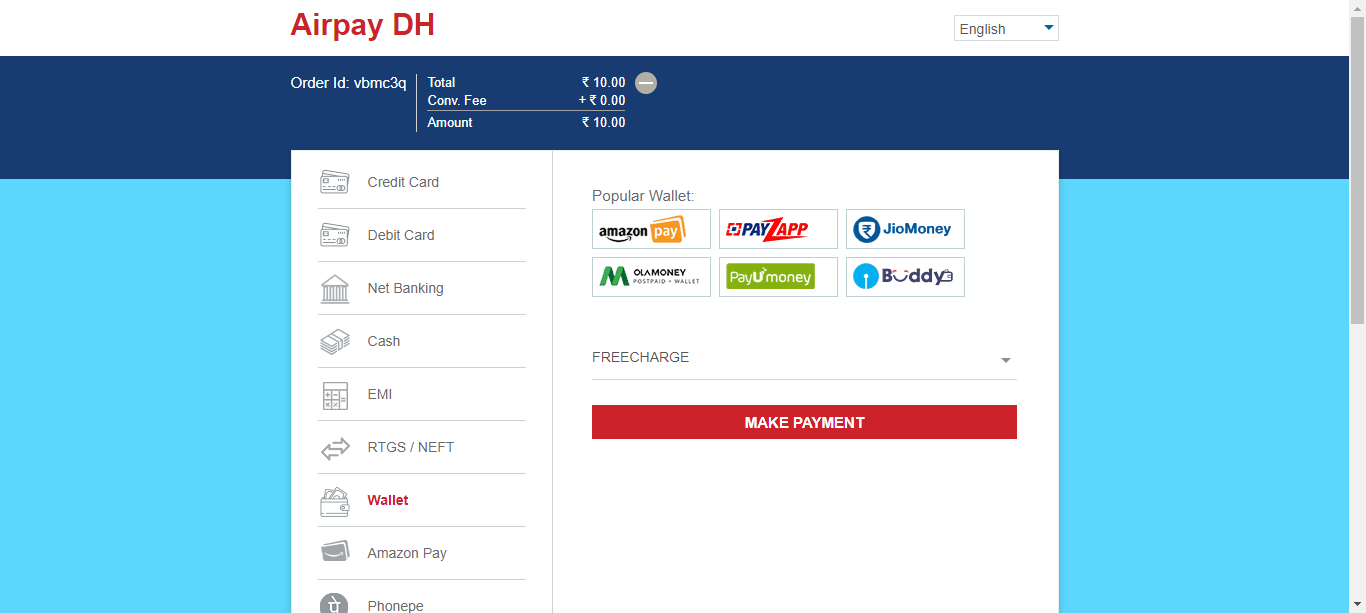 Airpay DH
English
Order Id: vbmc3q
Total ₹ 10.00
Conv. Fee + ₹ 0.00
Amount ₹ 10.00
Credit Card
Debit Card
Net Banking
Cash
EMI
RTGS / NEFT
Wallet
Amazon Pay
Phonepe
Popular Wallet:
amazon pay
PAYZAPP
JioMoney
OLAMONEY
POSTPAID + WALLET
PayUmoney
Buddy
FREECHARGE
MAKE PAYMENT